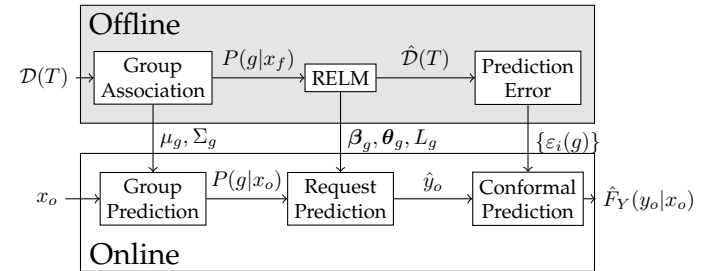 Offline
𝒟(T)
Group
Association
P(g|x_f)
RELM
𝒟̂(T)
Prediction
Error
μ_g, Σ_g
𝜷_g, 𝜽_g, L_g
{ε_i(g)}
x_o
Group
Prediction
P(g|x_o)
Request
Prediction
ŷ_o
Conformal
Prediction
F̂_Y(y_o|x_o)
Online